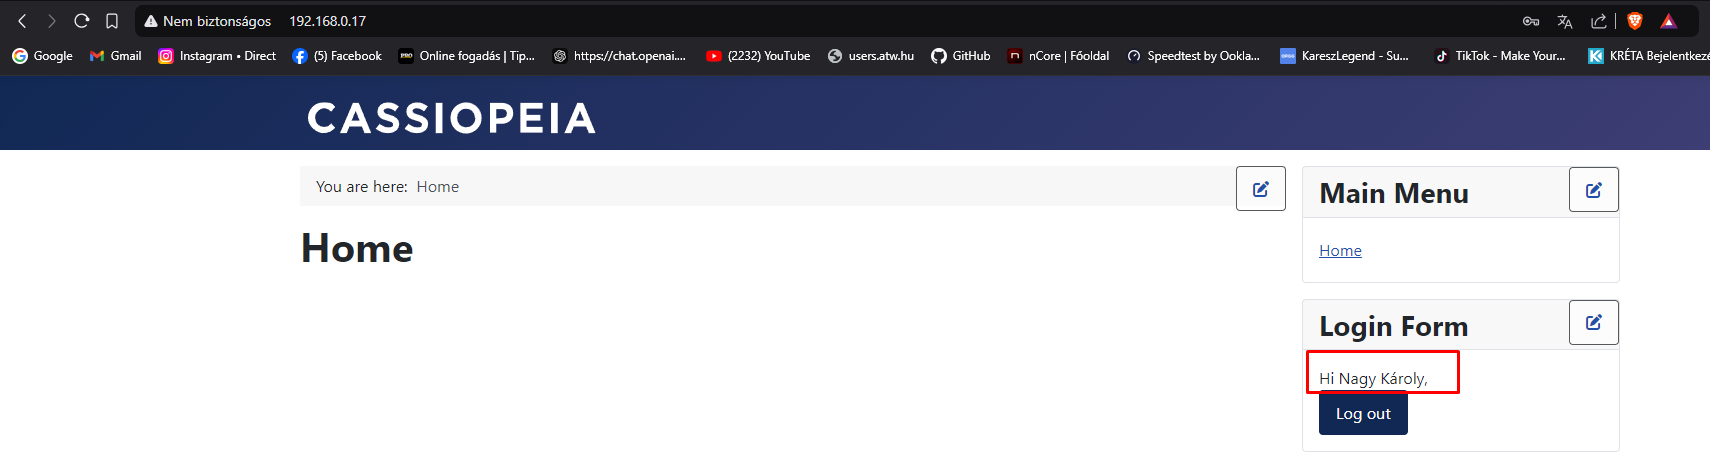 Nem biztonságos 192.168.0.17
Google Gmail Instagram • Direct (5) Facebook Online fogadás | Tip... https://chat.openai.... (2232) YouTube users.atw.hu GitHub nCore | Főoldal Speedtest by Ookla... KareszLegend - Su... TikTok - Make Your... KRÉTA Bejelentkez
CASSIOPEIA
You are here: Home
Home
Main Menu
Home
Login Form
Hi Nagy Károly,
Log out